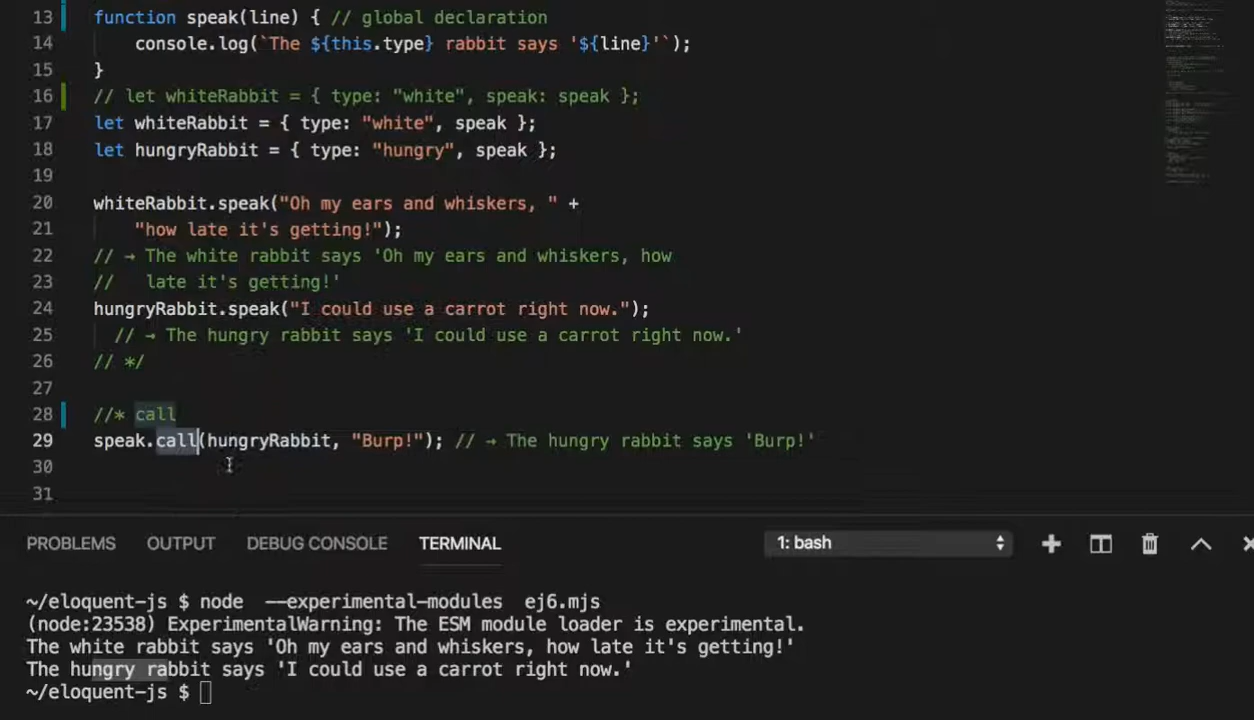 13 function speak(line) { // global declaration
14 console.log(`The ${this.type} rabbit says '${line}'`);
15 }
16 // let whiteRabbit = { type: "white", speak: speak };
17 let whiteRabbit = { type: "white", speak };
18 let hungryRabbit = { type: "hungry", speak };
19
20 whiteRabbit.speak("Oh my ears and whiskers, " +
21 "how late it's getting!");
22 // → The white rabbit says 'Oh my ears and whiskers, how
23 //   late it's getting!'
24 hungryRabbit.speak("I could use a carrot right now.");
25 // → The hungry rabbit says 'I could use a carrot right now.'
26 // */
27
28 //* call
29 speak.call(hungryRabbit, "Burp!"); // → The hungry rabbit says 'Burp!'
30
31
PROBLEMS OUTPUT DEBUG CONSOLE TERMINAL 1: bash
~/eloquent-js $ node  --experimental-modules  ej6.mjs
(node:23538) ExperimentalWarning: The ESM module loader is experimental.
The white rabbit says 'Oh my ears and whiskers, how late it's getting!'
The hungry rabbit says 'I could use a carrot right now.'
~/eloquent-js $